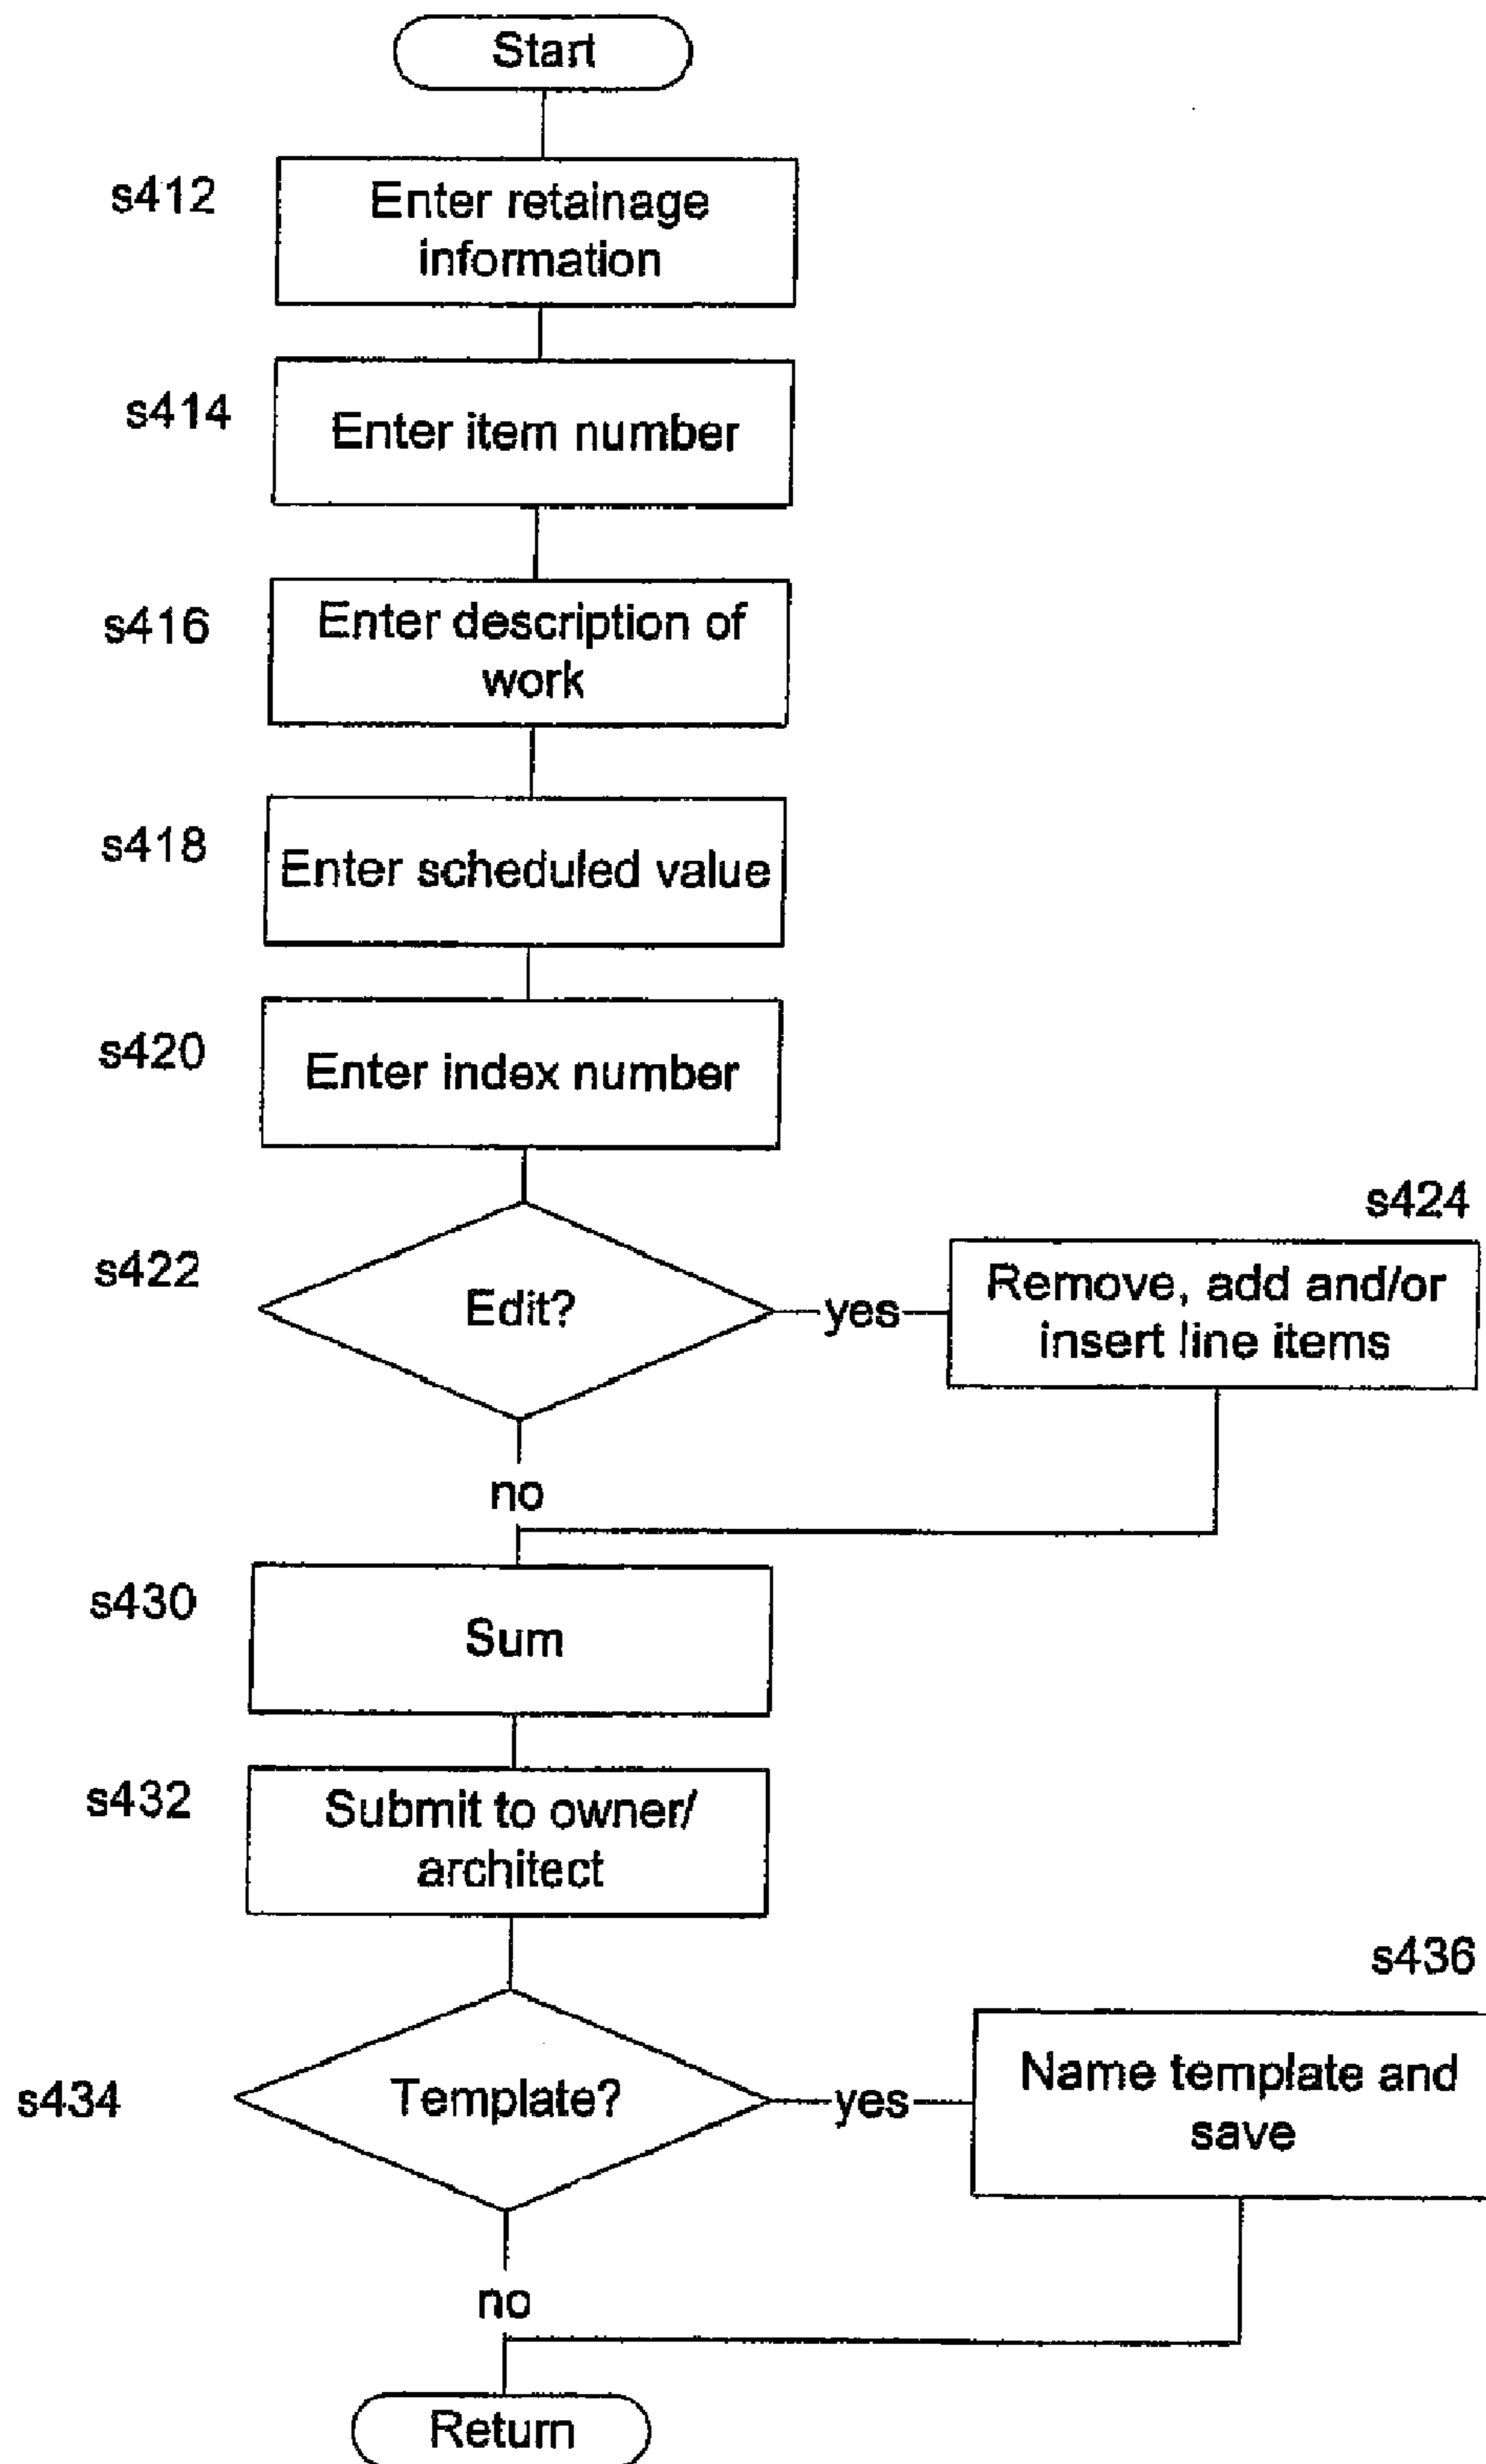 Start
s412
Enter retainage
information
s414
Enter item number
s416
Enter description of
work
s418
Enter scheduled value
s420
Enter index number
s422
Edit?
yes
s424
Remove, add and/or
insert line items
no
s430
Sum
s432
Submit to owner/
architect
s434
Template?
yes
s436
Name template and
save
no
Return